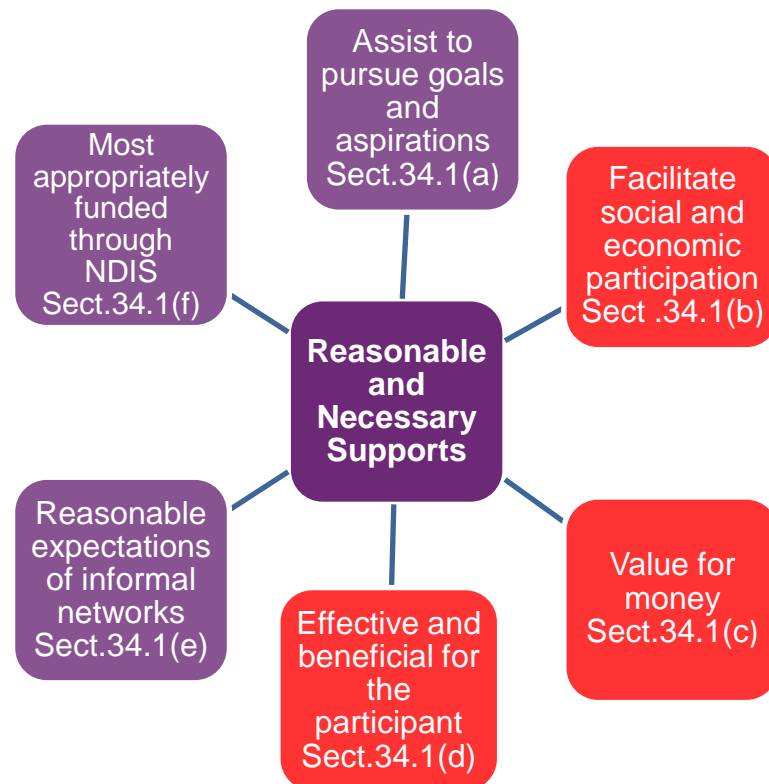 Assist to
pursue goals
and
aspirations
Sect.34.1(a)
Most
appropriately
funded
through
NDIS
Sect.34.1(f)
Facilitate
social and
economic
participation
Sect .34.1(b)
Reasonable
and
Necessary
Supports
Reasonable
expectations
of informal
networks
Sect.34.1(e)
Value for
money
Sect.34.1(c)
Effective and
beneficial for
the
participant
Sect.34.1(d)